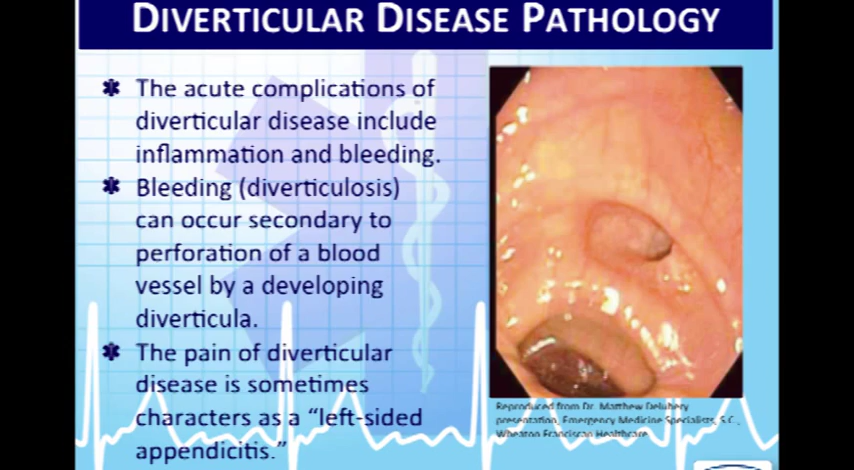 DIVERTICULAR DISEASE PATHOLOGY
✱ The acute complications of
diverticular disease include
inflammation and bleeding.
✱ Bleeding (diverticulosis)
can occur secondary to
perforation of a blood
vessel by a developing
diverticula.
✱ The pain of diverticular
disease is sometimes
characters as a “left-sided
appendicitis.”
Reproduced from Dr. Matthew Deluhery
presentation, Emergency Medicine Specialists, S.C.,
Wheaton Franciscan Healthcare.